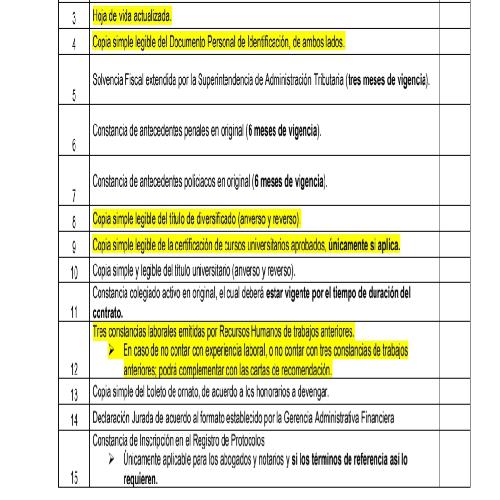 3 Hoja de vida actualizada.
4 Copia simple legible del Documento Personal de Identificación, de ambos lados.
5 Solvencia Fiscal extendida por la Superintendencia de Administración Tributaria (tres meses de vigencia).
6 Constancia de antecedentes penales en original (6 meses de vigencia).
7 Constancia de antecedentes policiacos en original (6 meses de vigencia).
8 Copia simple legible del título de diversificado (anverso y reverso).
9 Copia simple legible de la certificación de cursos universitarios aprobados, únicamente si aplica.
10 Copia simple y legible del título universitario (anverso y reverso).
11 Constancia colegiado activo en original, el cual deberá estar vigente por el tiempo de duración del
contrato.
12 Tres constancias laborales emitidas por Recursos Humanos de trabajos anteriores.
➢ En caso de no contar con experiencia laboral, o no contar con tres constancias de trabajos
anteriores; podrá complementar con las cartas de recomendación.
13 Copia simple del boleto de ornato, de acuerdo a los honorarios a devengar.
14 Declaración Jurada de acuerdo al formato establecido por la Gerencia Administrativa Financiera
15 Constancia de Inscripción en el Registro de Protocolos
➢ Únicamente aplicable para los abogados y notarios y si los términos de referencia así lo
requieren.